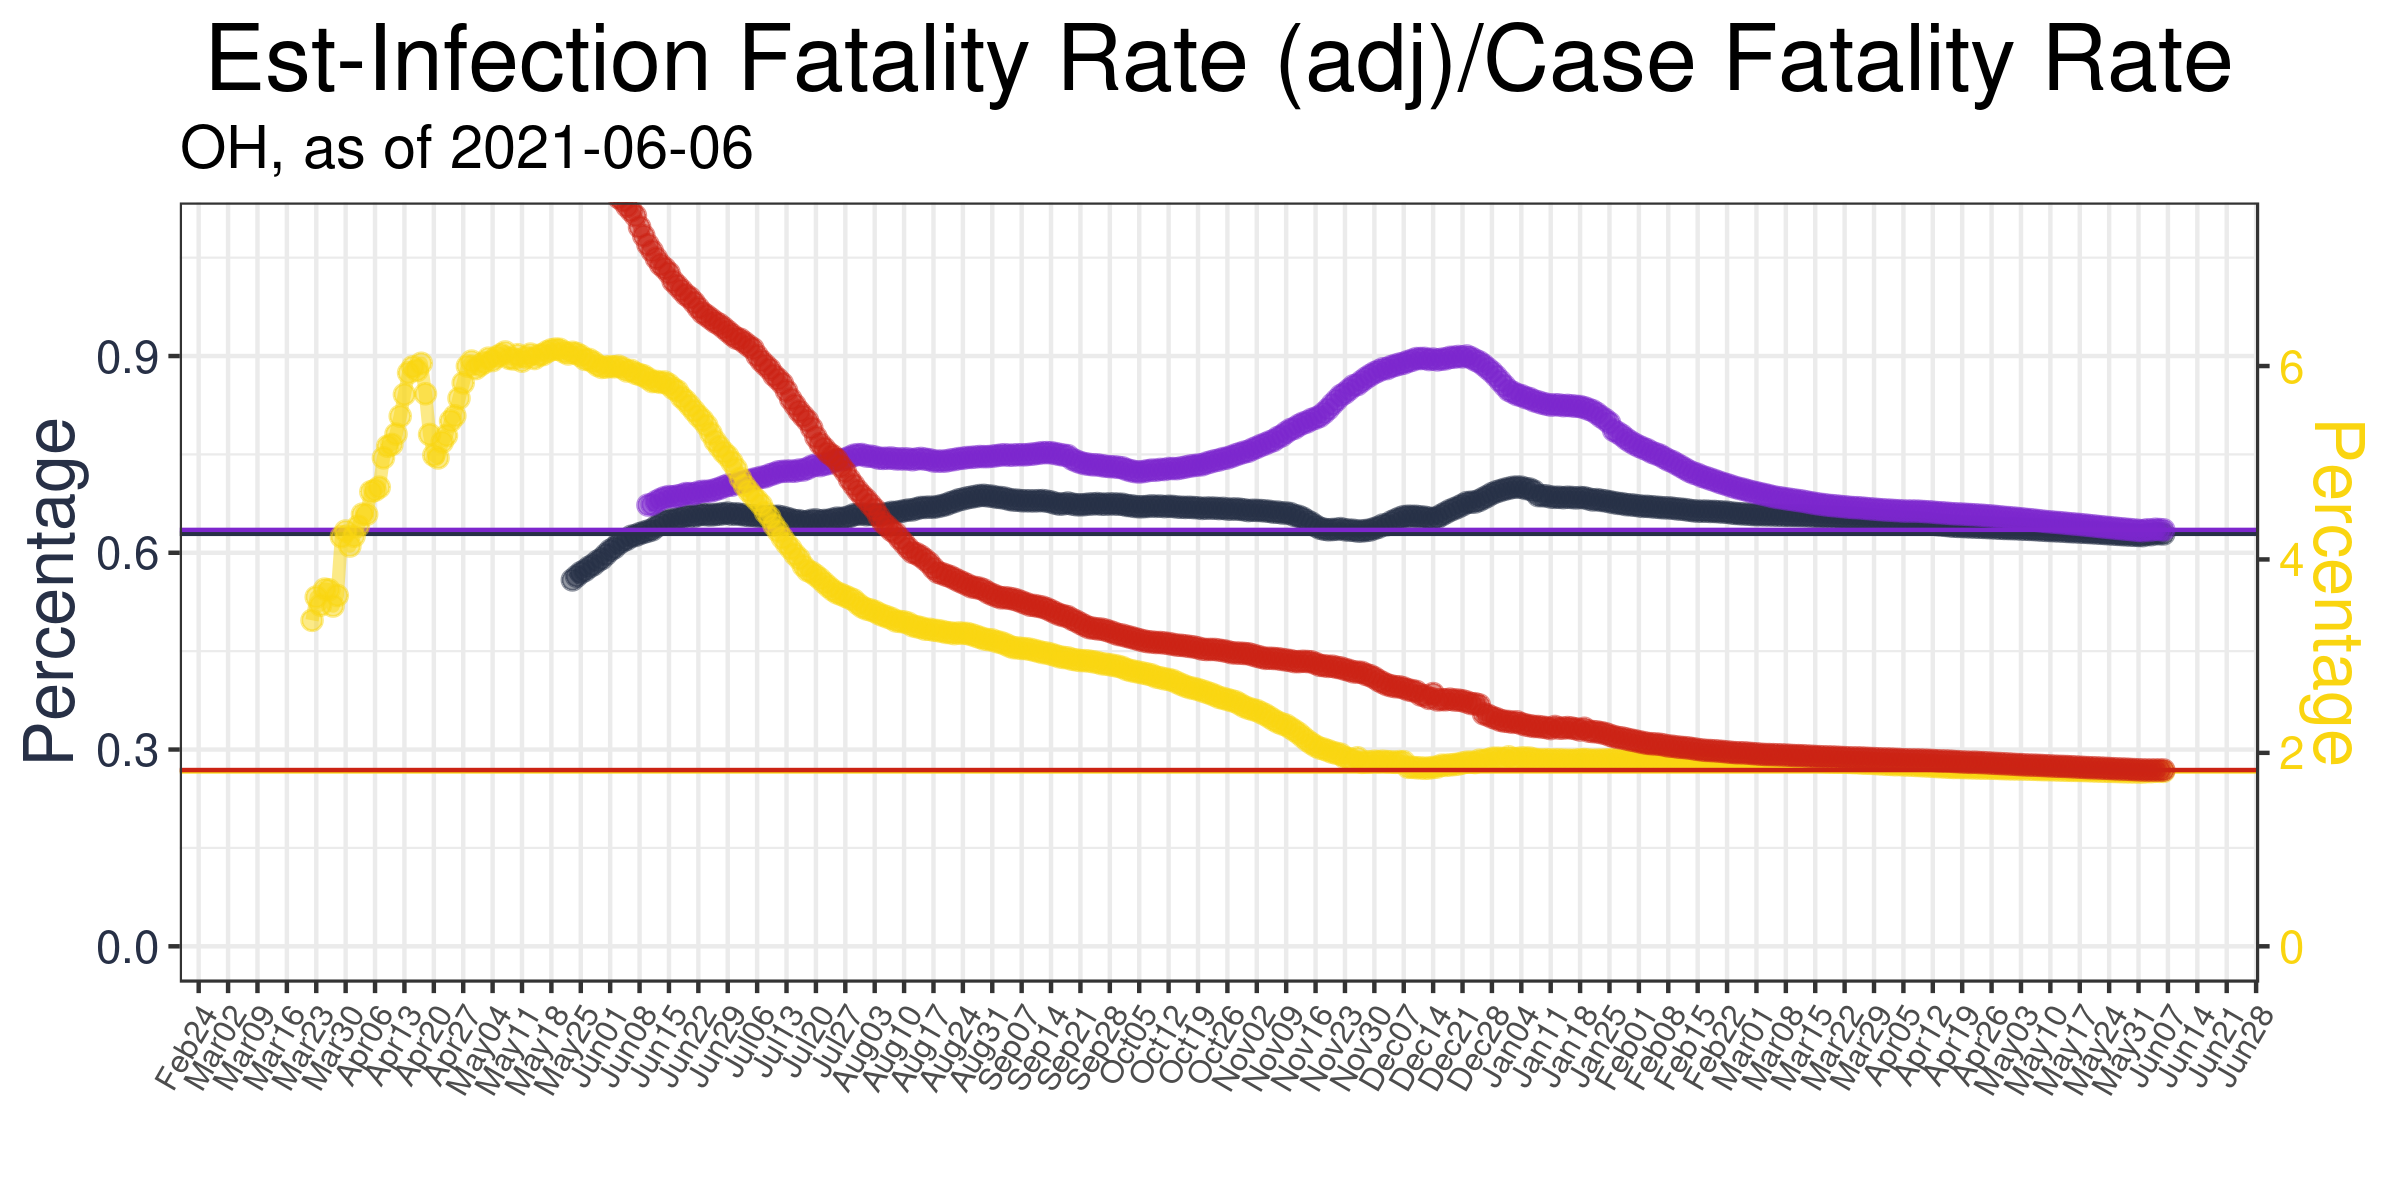 Est-Infection Fatality Rate (adj)/Case Fatality Rate
OH, as of 2021-06-06
Percentage
0.9
0.6
0.3
0.0
6
4
2
0
Percentage
Feb24
Mar02
Mar09
Mar16
Mar23
Mar30
Apr06
Apr13
Apr20
Apr27
May04
May11
May18
May25
Jun01
Jun08
Jun15
Jun22
Jun29
Jul06
Jul13
Jul20
Jul27
Aug03
Aug10
Aug17
Aug24
Aug31
Sep07
Sep14
Sep21
Sep28
Oct05
Oct12
Oct19
Oct26
Nov02
Nov09
Nov16
Nov23
Nov30
Dec07
Dec14
Dec21
Dec28
Jan04
Jan11
Jan18
Jan25
Feb01
Feb08
Feb15
Feb22
Mar01
Mar08
Mar15
Mar22
Mar29
Apr05
Apr12
Apr19
Apr26
May03
May10
May17
May24
May31
Jun07
Jun14
Jun21
Jun28